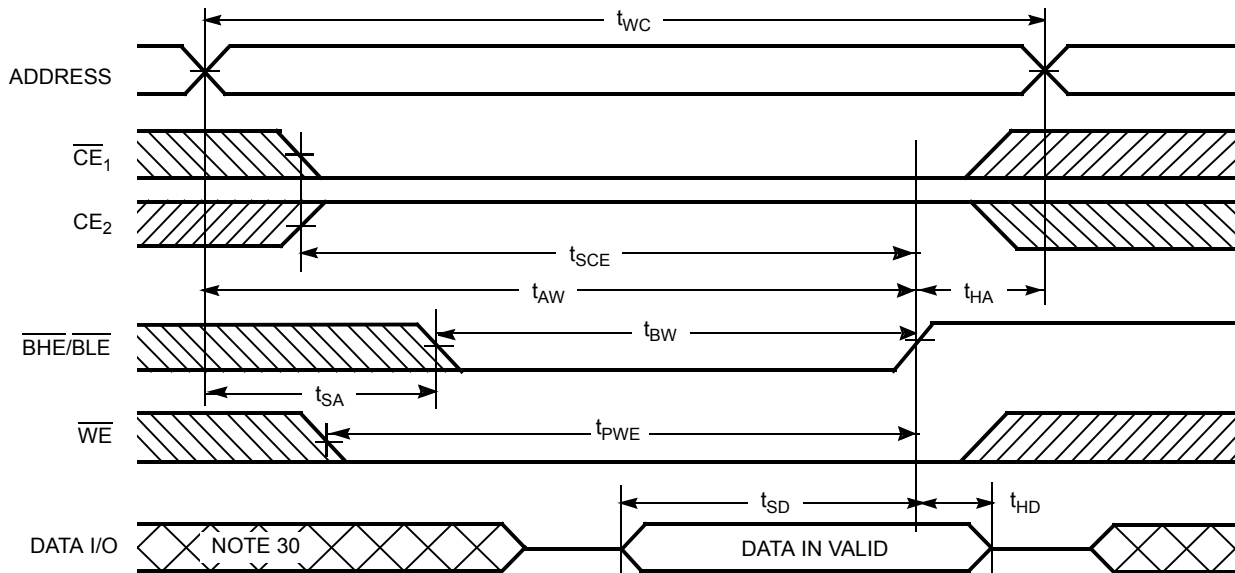 tWC
ADDRESS
CE1
CE2
tSCE
tAW
tHA
BHE/BLE
tBW
tSA
WE
tPWE
tSD
tHD
DATA I/O
NOTE 30
DATA IN VALID